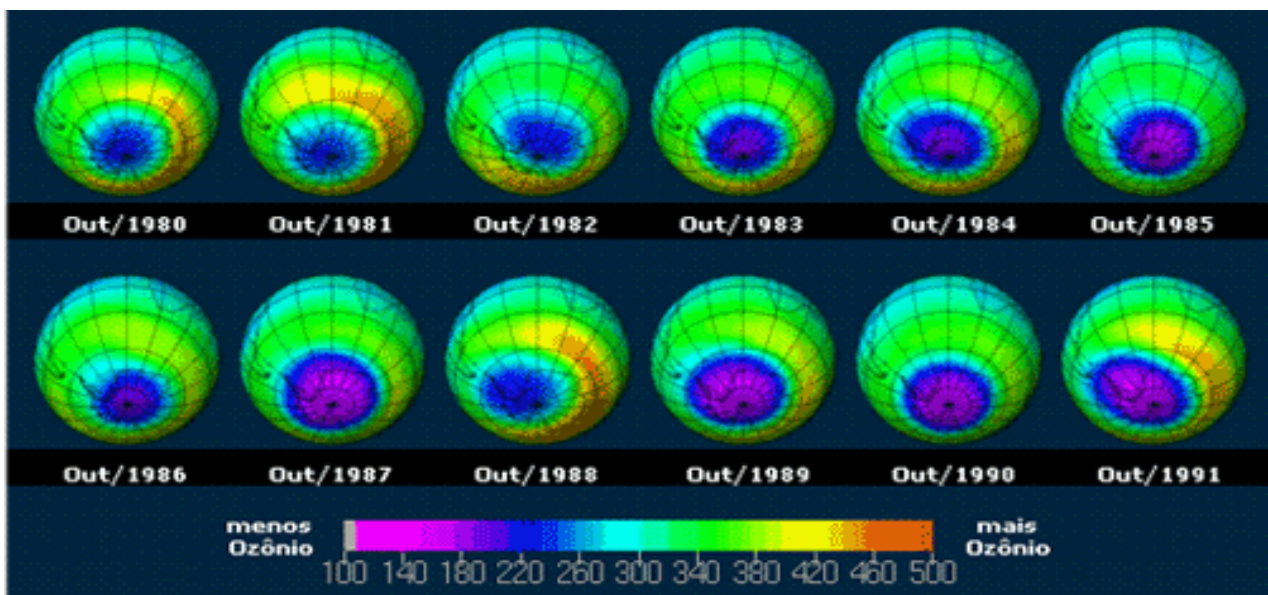 Out/1980 Out/1981 Out/1982 Out/1983 Out/1984 Out/1985
Out/1986 Out/1987 Out/1988 Out/1989 Out/1990 Out/1991
menos
Ozônio
mais
Ozônio
100 140 180 220 260 300 340 380 420 460 500